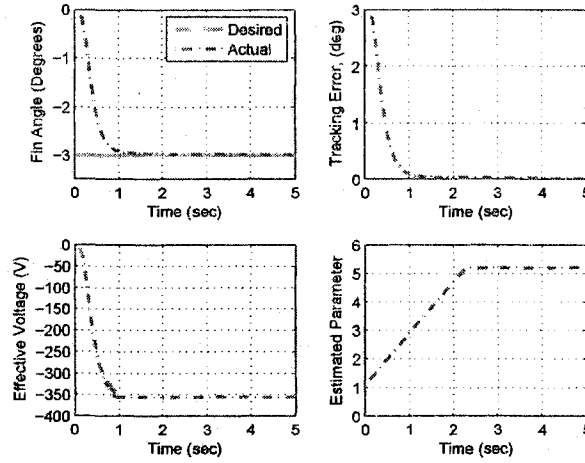 0
−1
−2
−3
−4
Fin Angle (Degrees)
Desired
Actual
0 1 2 3 4 5
Time (sec)
3
2
1
0
Tracking Error, (deg)
0 1 2 3 4 5
Time (sec)
0
−50
−100
−150
−200
−250
−300
−350
−400
Effective Voltage (V)
0 1 2 3 4 5
Time (sec)
6
5
4
3
2
1
0
Estimated Parameter
0 1 2 3 4 5
Time (sec)